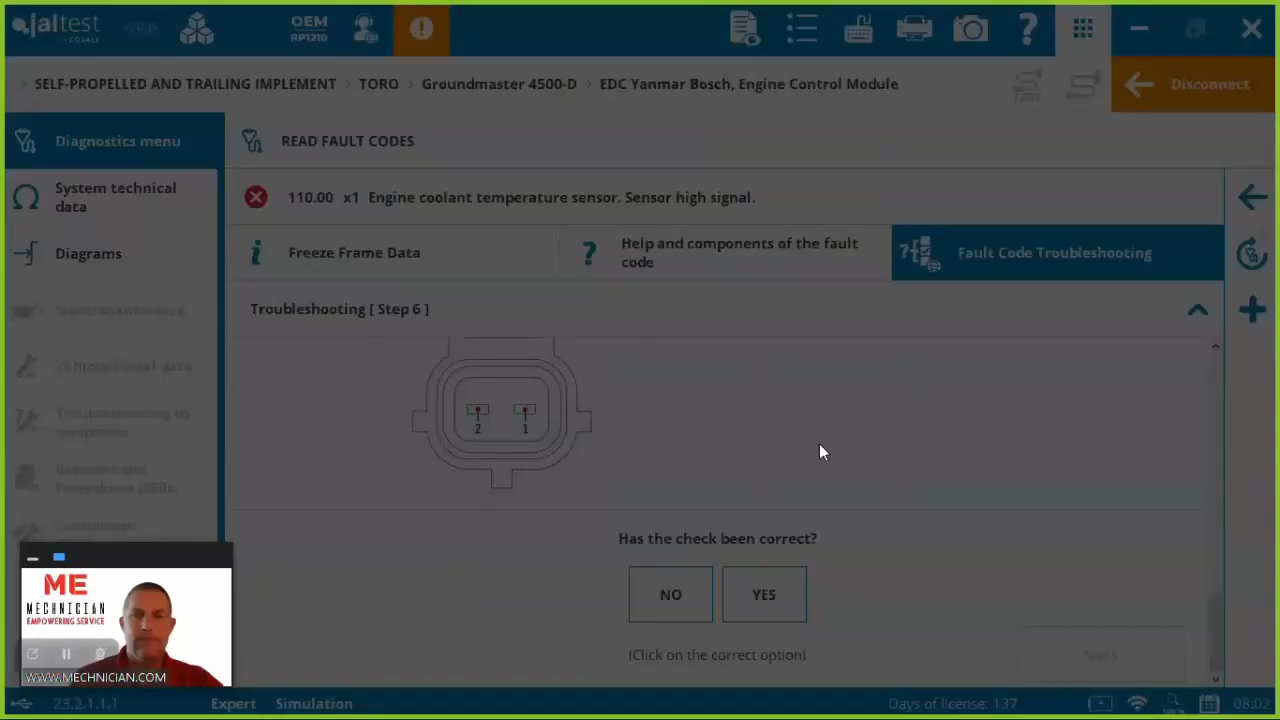 jaltest
by COJALI
GRP
OEM
RP1210
SELF-PROPELLED AND TRAILING IMPLEMENT > TORO > Groundmaster 4500-D > EDC Yanmar Bosch, Engine Control Module
Disconnect
Diagnostics menu
READ FAULT CODES
System technical data
110.00 x1 Engine coolant temperature sensor. Sensor high signal.
Diagrams
Freeze Frame Data
Help and components of the fault code
Fault Code Troubleshooting
Troubleshooting [ Step 6 ]
2 1
Has the check been correct?
NO YES
(Click on the correct option)
Next
ME
MECHNICIAN
EMPOWERING SERVICE
WWW.MECHNICIAN.COM
23.2.1.1.1 Expert Simulation Days of license: 137 08:02